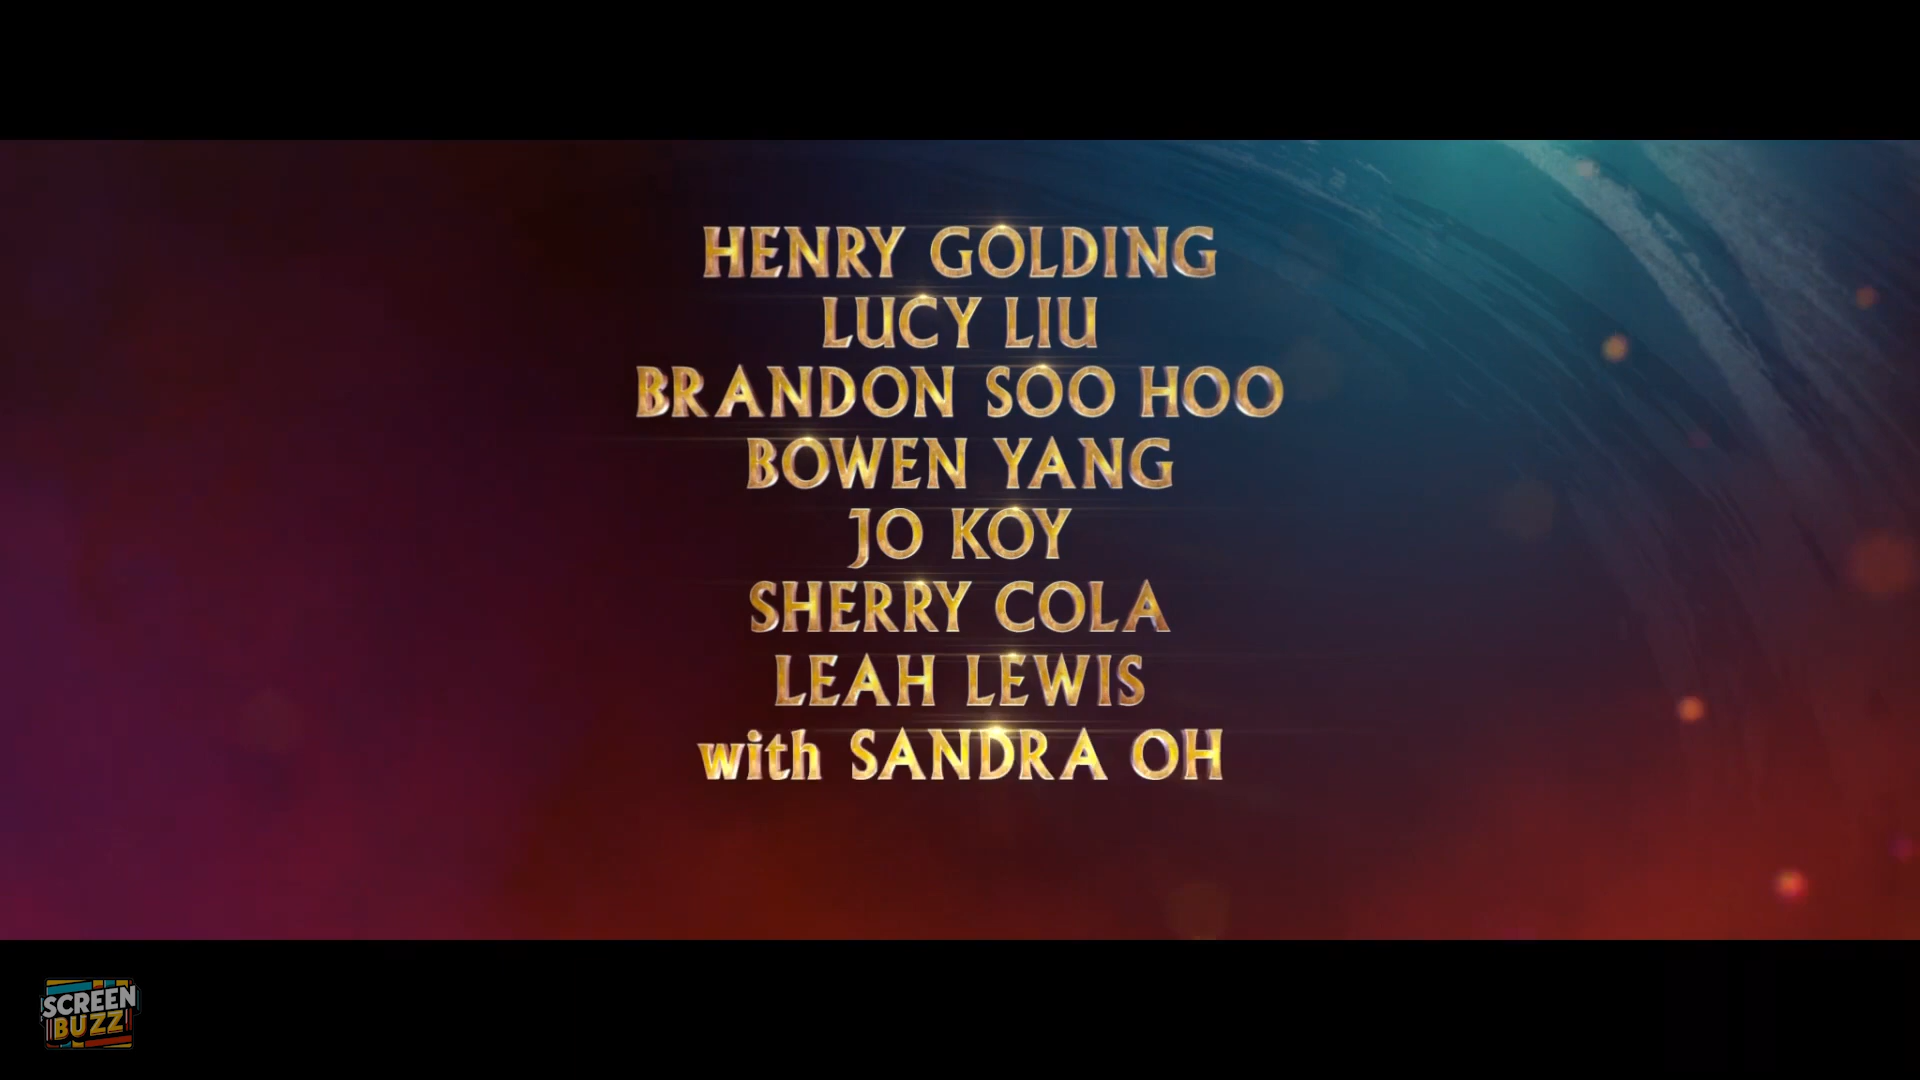 HENRY GOLDING
LUCY LIU
BRANDON SOO HOO
BOWEN YANG
JO KOY
SHERRY COLA
LEAH LEWIS
with SANDRA OH
SCREEN
BUZZ